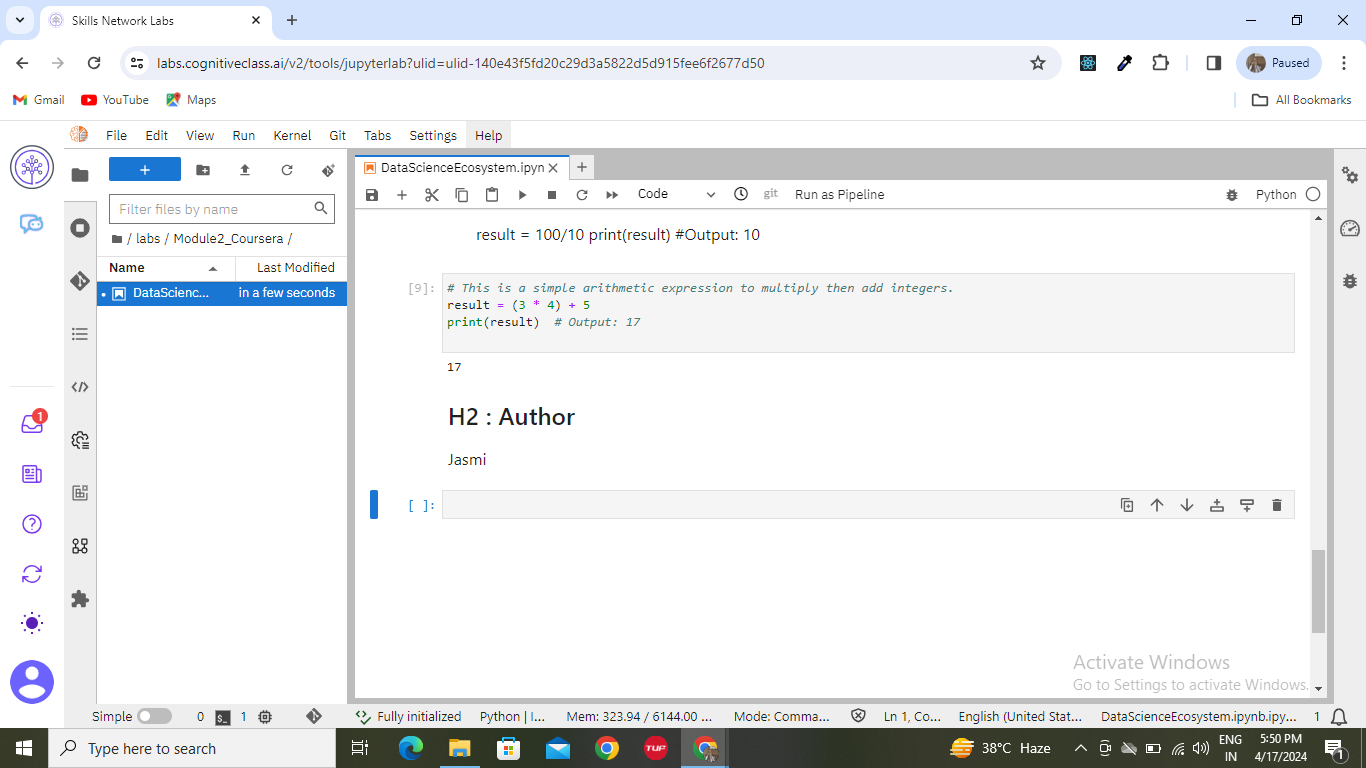 Skills Network Labs
labs.cognitiveclass.ai/v2/tools/jupyterlab?ulid=ulid-140e43f5fd20c29d3a5822d5d915fee6f2677d50
Paused
Gmail
YouTube
Maps
All Bookmarks
File Edit View Run Kernel Git Tabs Settings Help
DataScienceEcosystem.ipyn
Code
git
Run as Pipeline
Python
Filter files by name
/ labs / Module2_Coursera /
Name
Last Modified
DataScienc...
in a few seconds
result = 100/10 print(result) #Output: 10
[9]:
# This is a simple arithmetic expression to multiply then add integers.
result = (3 * 4) + 5
print(result)  # Output: 17
17
H2 : Author
Jasmi
[ ]:
1
Activate Windows
Go to Settings to activate Windows.
Simple
0
$_
1
Fully initialized
Python | I...
Mem: 323.94 / 6144.00 ...
Mode: Comma...
Ln 1, Co...
English (United Stat...
DataScienceEcosystem.ipynb.ipy...
1
Type here to search
TUF
38°C Haze
ENG
IN
5:50 PM
4/17/2024
1